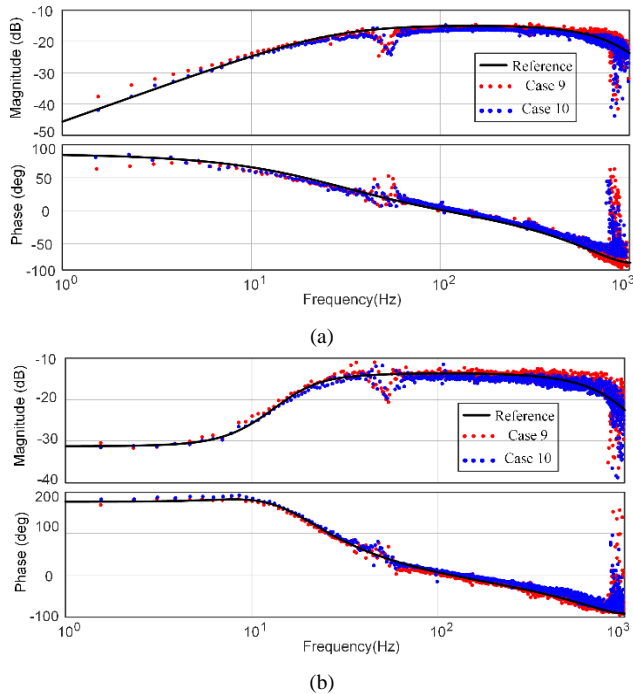 (a)
-10
-20
-30
-40
-50
Magnitude (dB)
Reference
Case 9
Case 10
100
50
0
-50
-100
Phase (deg)
10^0
10^1
10^2
10^3
Frequency(Hz)
(a)
-10
-20
-30
-40
Magnitude (dB)
Reference
Case 9
Case 10
200
100
0
-100
Phase (deg)
10^0
10^1
10^2
10^3
Frequency(Hz)
(b)